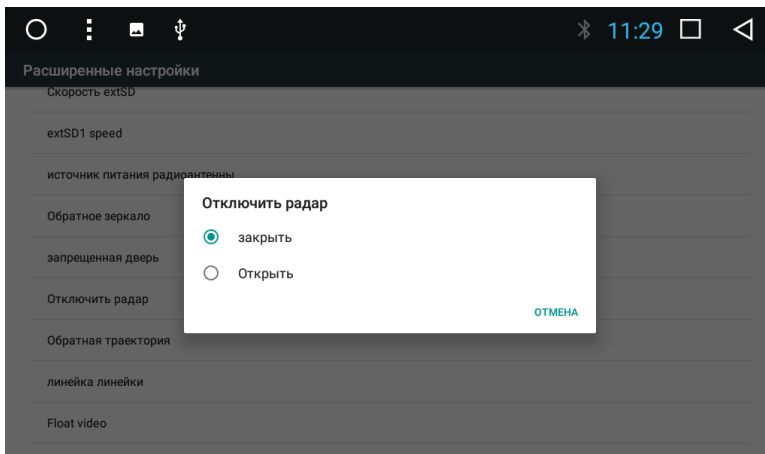 11:29
Расширенные настройки
Скорость extSD
extSD1 speed
источник питания радиоантенны
Обратное зеркало
запрещенная дверь
Отключить радар
Обратная траектория
линейка линейки
Float video
Отключить радар
закрыть
Открыть
ОТМЕНА